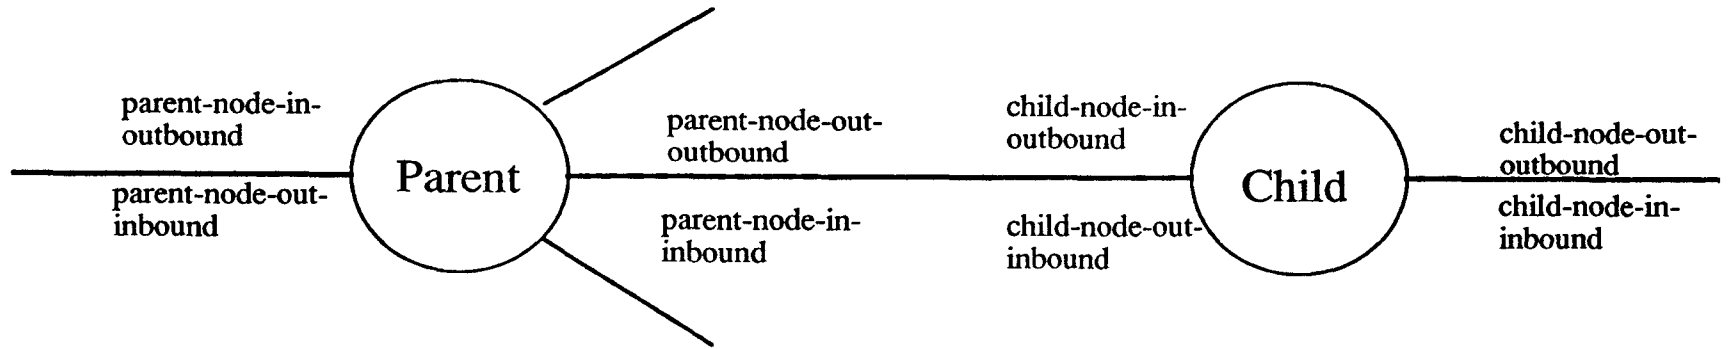 parent-node-in-
outbound
parent-node-out-
inbound
Parent
parent-node-out-
outbound
parent-node-in-
inbound
child-node-in-
outbound
child-node-out-
inbound
Child
child-node-out-
outbound
child-node-in-
inbound